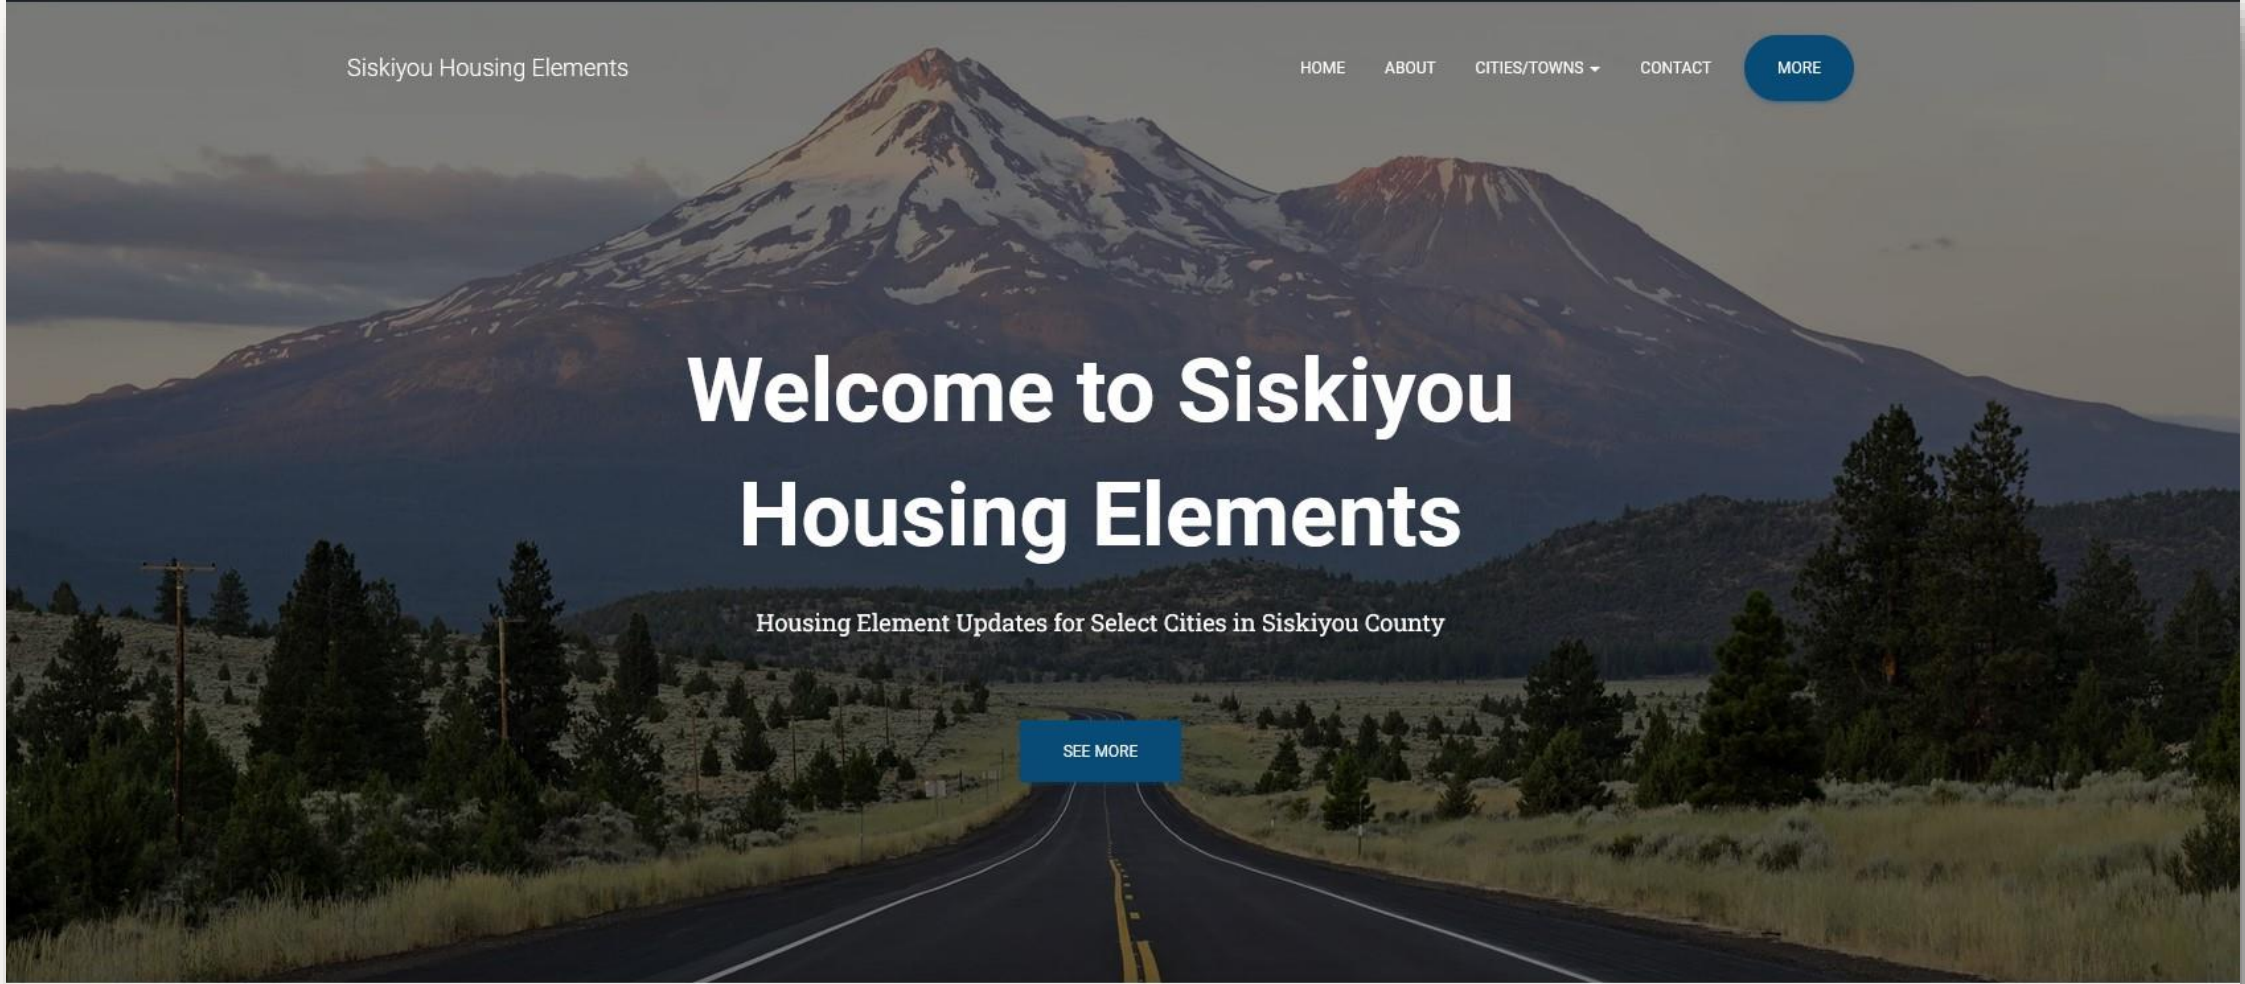 Siskiyou Housing Elements
HOME ABOUT CITIES/TOWNS CONTACT MORE
Welcome to Siskiyou
Housing Elements
Housing Element Updates for Select Cities in Siskiyou County
SEE MORE